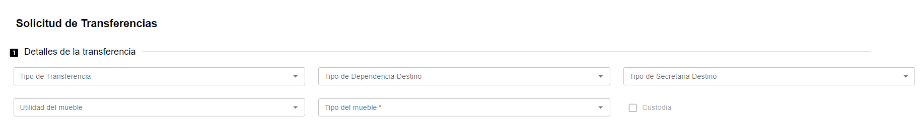 Solicitud de Transferencias
1 Detalles de la transferencia
Tipo de Transferencia Tipo de Dependencia Destino Tipo de Secretaria Destino
Utilidad del mueble Tipo del mueble * Custodia